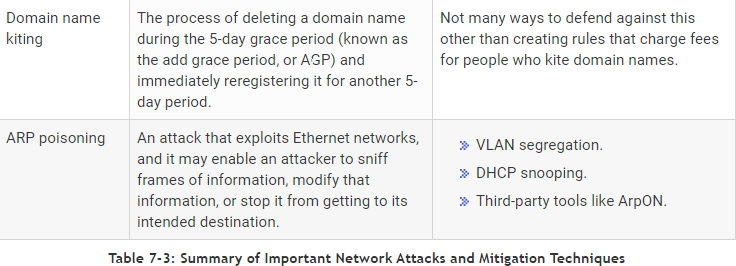 Domain name
kiting
The process of deleting a domain name
during the 5-day grace period (known as
the add grace period, or AGP) and
immediately reregistering it for another 5-
day period.
Not many ways to defend against this
other than creating rules that charge fees
for people who kite domain names.
ARP poisoning
An attack that exploits Ethernet networks,
and it may enable an attacker to sniff
frames of information, modify that
information, or stop it from getting to its
intended destination.
VLAN segregation.
DHCP snooping.
Third-party tools like ArpON.
Table 7-3: Summary of Important Network Attacks and Mitigation Techniques